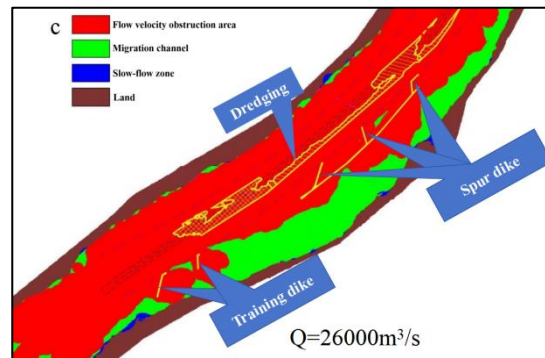 c
Flow velocity obstruction area
Migration channel
Slow-flow zone
Land
Dredging
Spur dike
Training dike
Q=26000m³/s